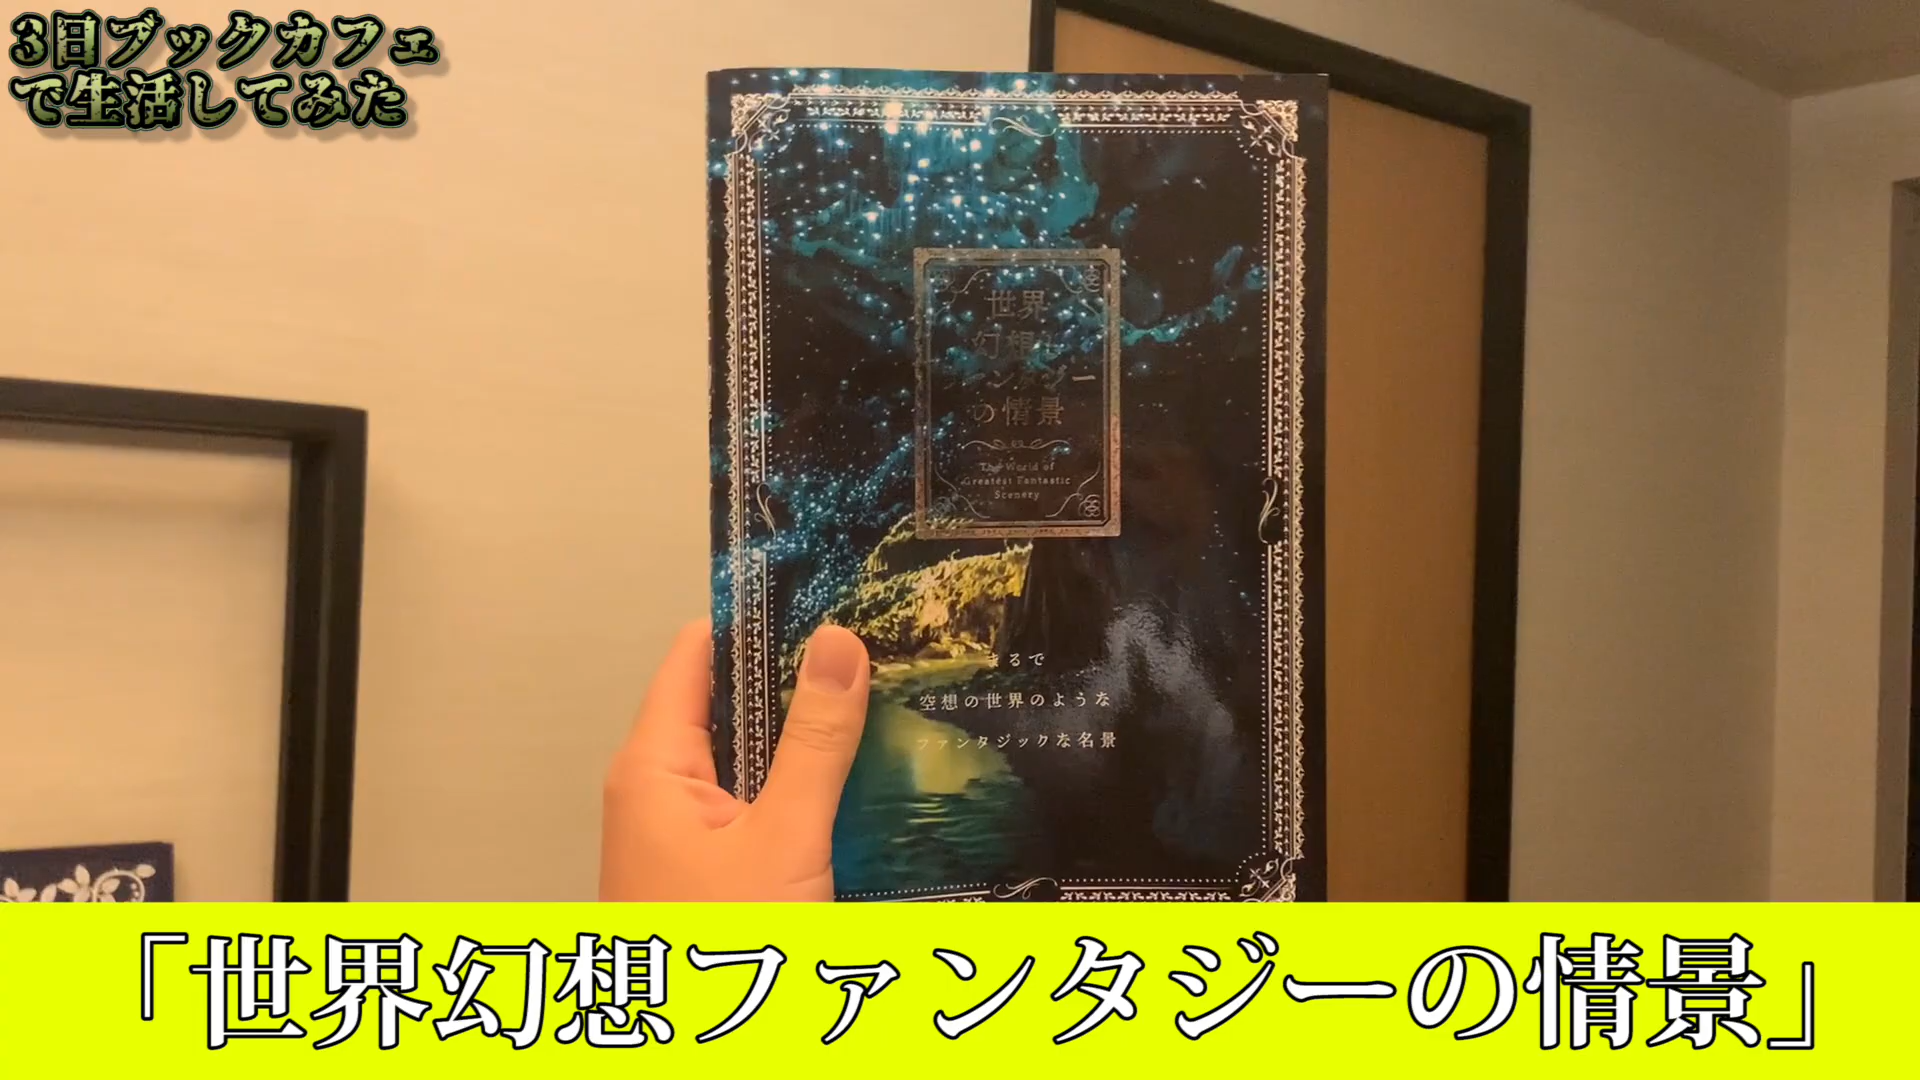 3日ブックカフェ
で生活してみた
世界
幻想
ファンタジー
の情景
The World of
Greatest Fantastic
Scenery
まるで
空想の世界のような
ファンタジックな名景
「世界幻想ファンタジーの情景」